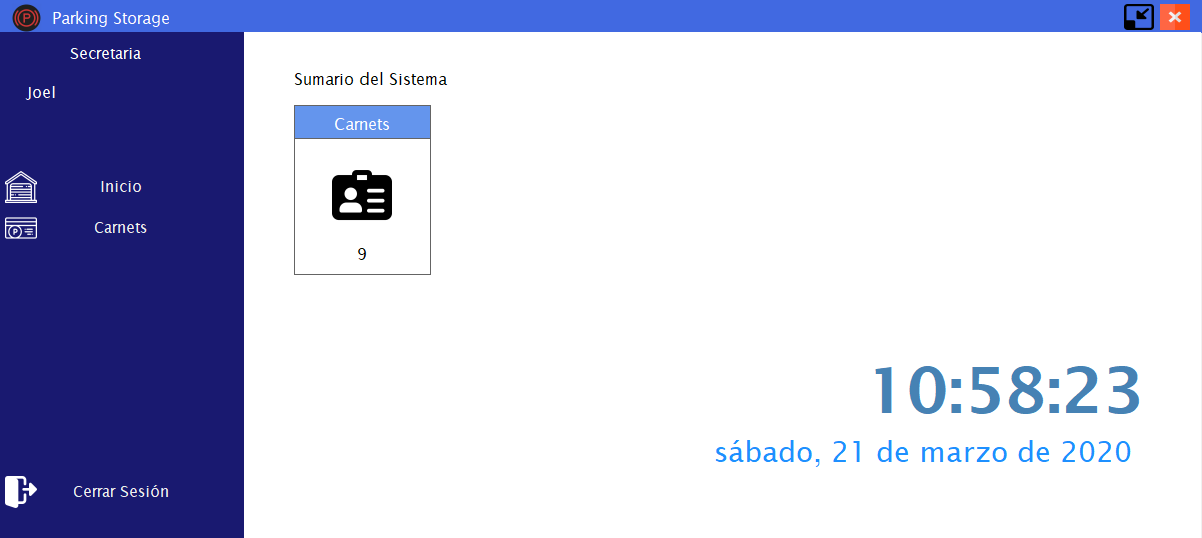 Parking Storage
Secretaria
Joel
Inicio
Carnets
Cerrar Sesión
Sumario del Sistema
Carnets
9
10:58:23
sábado, 21 de marzo de 2020